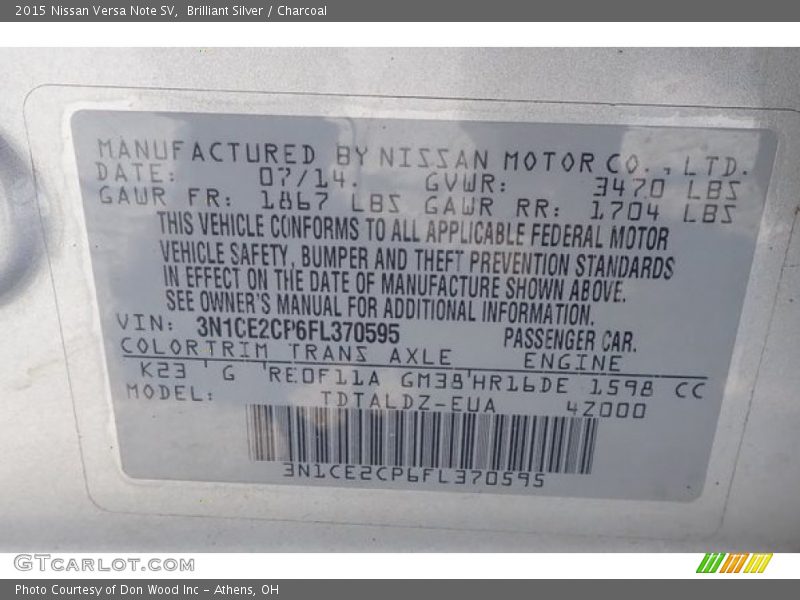 2015 Nissan Versa Note SV,  Brilliant Silver / Charcoal
MANUFACTURED BY NISSAN MOTOR CO., LTD.
DATE: 07/14. GVWR: 3470 LBS
GAWR FR: 1867 LBS GAWR RR: 1704 LBS
THIS VEHICLE CONFORMS TO ALL APPLICABLE FEDERAL MOTOR
VEHICLE SAFETY, BUMPER AND THEFT PREVENTION STANDARDS
IN EFFECT ON THE DATE OF MANUFACTURE SHOWN ABOVE.
SEE OWNER'S MANUAL FOR ADDITIONAL INFORMATION.
VIN: 3N1CE2CP6FL370595 PASSENGER CAR.
COLORTRIM TRANS AXLE ENGINE
K23 ' G 'RE0F11A GM38'HR16DE 1598 CC
MODEL: TDTALDZ-EUA 4Z000
3N1CE2CP6FL370595
GTCARLOT.COM
Photo Courtesy of Don Wood Inc - Athens, OH